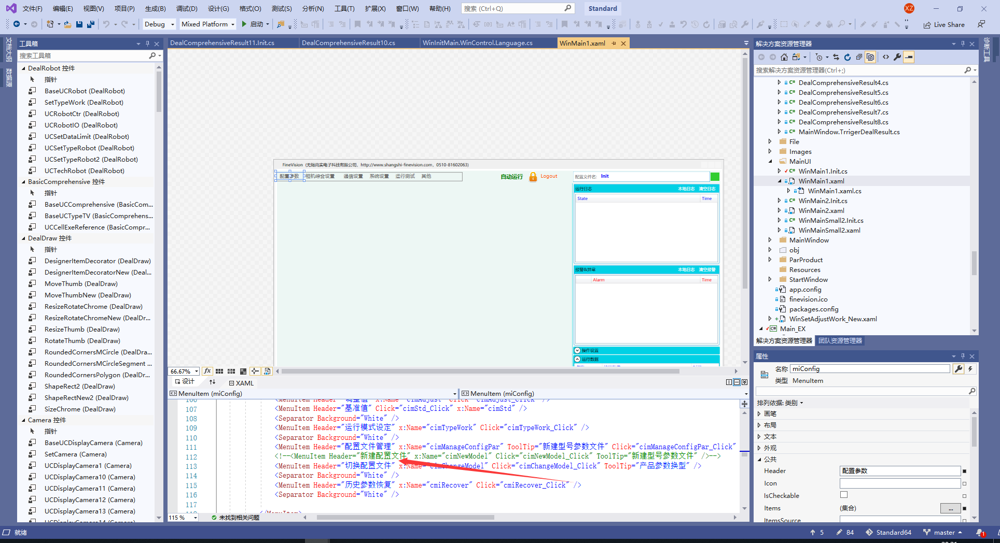 文件(F) 编辑(E) 视图(V) 项目(P) 生成(B) 调试(D) 设计(G) 格式(O) 测试(S) 分析(N) 工具(T) 扩展(X) 窗口(W) 帮助(H) 搜索 (Ctrl+Q) Standard XZ
Debug Mixed Platform 启动 Live Share
文档大纲
数据源
工具箱
搜索工具箱
DealRobot 控件
指针
BaseUCRobot (DealRobot)
SetTypeWork (DealRobot)
UCRobotCtr (DealRobot)
UCRobotIO (DealRobot)
UCSetDataLimit (DealRobot)
UCSetTypeRobot (DealRobot)
UCSetTypeRobot2 (DealRobot)
UCTechRobot (DealRobot)
BasicComprehensive 控件
指针
BaseUCComprehensive (BasicCom...
BaseUCTypeTV (BasicComprehens...
UCCellExeReference (BasicCompr...
DealDraw 控件
指针
DesignerItemDecorator (DealDraw)
DesignerItemDecoratorNew (Deal...
MoveThumb (DealDraw)
MoveThumbNew (DealDraw)
ResizeRotateChrome (DealDraw)
ResizeRotateChromeNew (DealDr...
ResizeThumb (DealDraw)
RotateThumb (DealDraw)
RoundedCornersMCircle (DealDra...
RoundedCornersMCircleSegment ...
RoundedCornersPolygon (DealDr...
ShapeRect2 (DealDraw)
ShapeRectNew2 (DealDraw)
SizeChrome (DealDraw)
Camera 控件
指针
BaseUCDisplayCamera (Camera)
SetCamera (Camera)
UCDisplayCamera1 (Camera)
UCDisplayCamera10 (Camera)
UCDisplayCamera11 (Camera)
UCDisplayCamera12 (Camera)
UCDisplayCamera13 (Camera)
UCDisplayCamera14 (Camera)
DealComprehensiveResult11.Init.cs DealComprehensiveResult10.cs WinInitMain.WinControl.Language.cs WinMain1.xaml
FineVision (无锡尚实电子科技有限公司, http://www.shangshi-finevision.com, 0510-81602063)
配置参数 相机综合设置 通信设置 系统设置 运行测试 其他 自动运行 Logout 配置文件名: Init
运行日志 本地日志 清空日志
State Time
报警&异常 本地日志 清空报警
Alarm Time
操作设置
运行数据
66.67%
设计 XAML
MenuItem (miConfig) MenuItem (miConfig)
106 <MenuItem Header="调整值" x:Name="cimAdjust" Click="cimAdjust_Click" />
107 <MenuItem Header="基准值" Click="cimStd_Click" x:Name="cimStd" />
108 <Separator Background="White" />
109 <MenuItem Header="运行模式设定" x:Name="cimTypeWork" Click="cimTypeWork_Click" />
110 <Separator Background="White" />
111 <MenuItem Header="配置文件管理" x:Name="cimManageConfigPar" ToolTip="新建型号参数文件" Click="cimManageConfigPar_Click"
112 <!--<MenuItem Header="新建配置文件" x:Name="cimNewModel" Click="cimNewModel_Click" ToolTip="新建型号参数文件" />-->
113 <MenuItem Header="切换配置文件" x:Name="cimChangeModel" Click="cimChangeModel_Click" ToolTip="产品参数换型" />
114 <Separator Background="White" />
115 <MenuItem Header="历史参数恢复" x:Name="cmiRecover" Click="cmiRecover_Click" />
116 <Separator Background="White" />
117
118 </MenuItem>
115 % 未找到相关问题
解决方案资源管理器
搜索解决方案资源管理器(Ctrl+;)
DealComprehensiveResult4.cs
DealComprehensiveResult5.cs
DealComprehensiveResult6.cs
DealComprehensiveResult7.cs
DealComprehensiveResult8.cs
MainWindow.TrrigerDealResult.cs
File
Images
MainUI
WinMain1.Init.cs
WinMain1.xaml
WinMain1.xaml.cs
WinMain2.Init.cs
WinMain2.xaml
WinMainSmall2.Init.cs
WinMainSmall2.xaml
MainWindow
obj
ParProduct
Resources
StartWindow
app.config
finevision.ico
packages.config
WinSetAdjustWork_New.xaml
Main_EX
解决方案资源管理器 团队资源管理器
属性
名称 miConfig
类型 MenuItem
排列依据: 类别
画笔
布局
文本
外观
公共
Header 配置参数
Icon
IsCheckable
Items (集合) ...
ItemsSource
诊断工具
就绪 5 84 Standard64 master 1